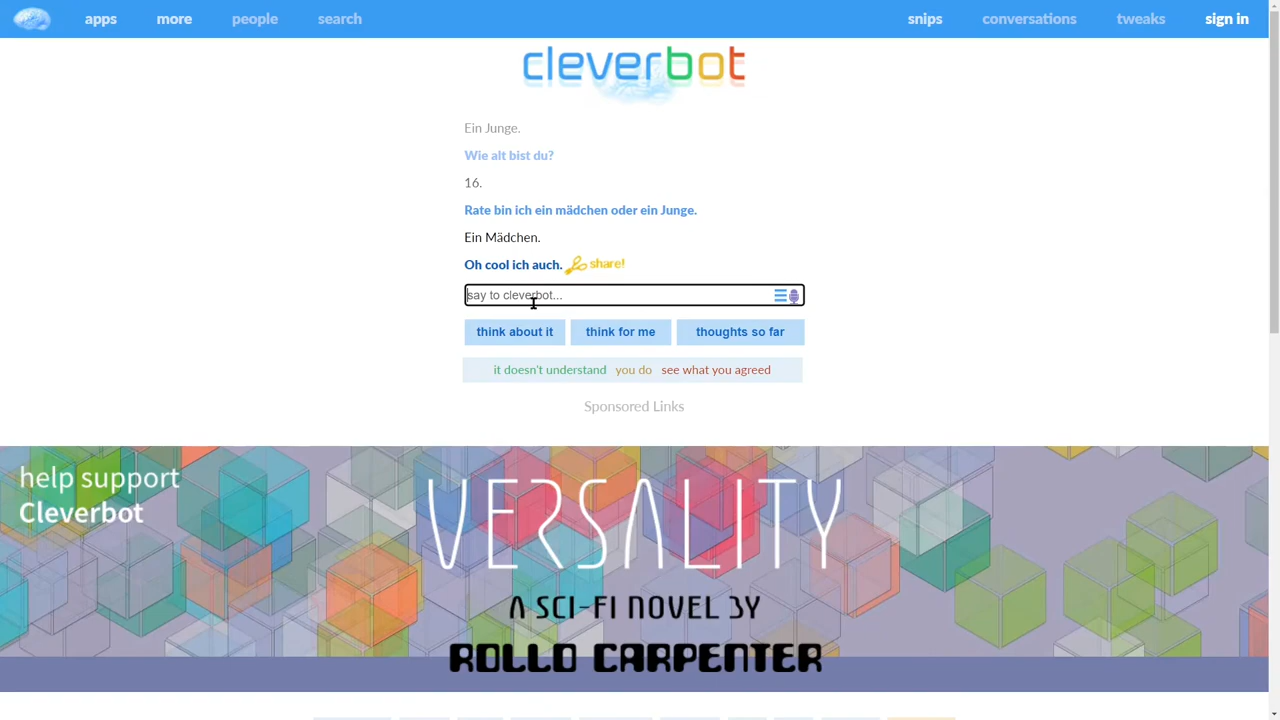 apps more people search snips conversations tweaks sign in
cleverbot
Ein Junge.
Wie alt bist du?
16.
Rate bin ich ein mädchen oder ein Junge.
Ein Mädchen.
Oh cool ich auch. share!
say to cleverbot...
think about it think for me thoughts so far
it doesn't understand you do see what you agreed
Sponsored Links
help support
Cleverbot
VERSALITY
A SCI-FI NOVEL BY
ROLLO CARPENTER